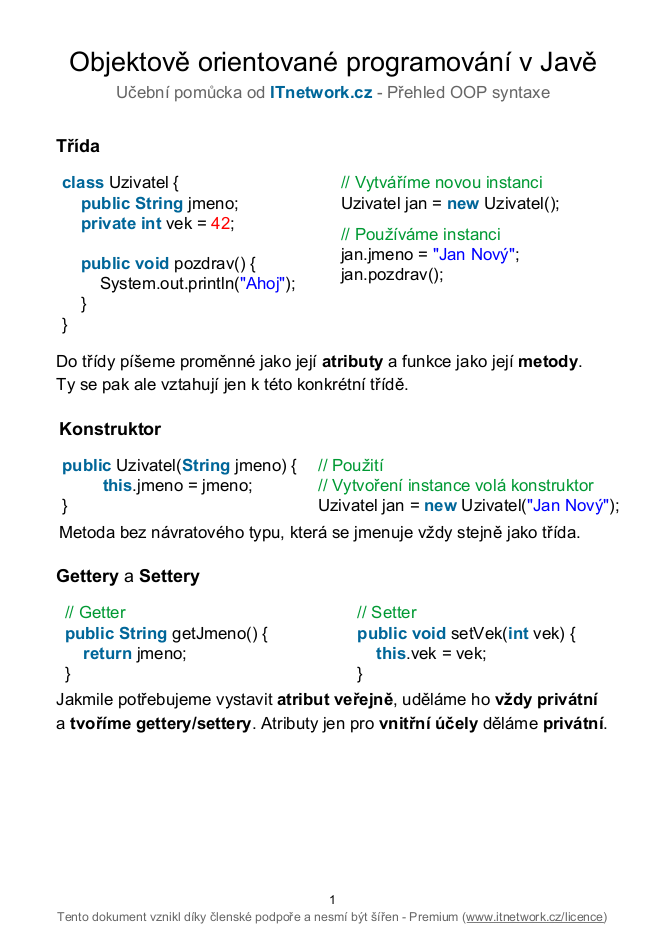 Objektově orientované programování v Javě
Učební pomůcka od ITnetwork.cz - Přehled OOP syntaxe
Třída
class Uzivatel {
public String jmeno;
private int vek = 42;
public void pozdrav() {
System.out.println("Ahoj");
}
}
// Vytváříme novou instanci
Uzivatel jan = new Uzivatel();
// Používáme instanci
jan.jmeno = "Jan Nový";
jan.pozdrav();
Do třídy píšeme proměnné jako její atributy a funkce jako její metody.
Ty se pak ale vztahují jen k této konkrétní třídě.
Konstruktor
public Uzivatel(String jmeno) {
this.jmeno = jmeno;
}
// Použití
// Vytvoření instance volá konstruktor
Uzivatel jan = new Uzivatel("Jan Nový");
Metoda bez návratového typu, která se jmenuje vždy stejně jako třída.
Gettery a Settery
// Getter
public String getJmeno() {
return jmeno;
}
// Setter
public void setVek(int vek) {
this.vek = vek;
}
Jakmile potřebujeme vystavit atribut veřejně, uděláme ho vždy privátní
a tvoříme gettery/settery. Atributy jen pro vnitřní účely děláme privátní.
1
Tento dokument vznikl díky členské podpoře a nesmí být šířen - Premium (www.itnetwork.cz/licence)